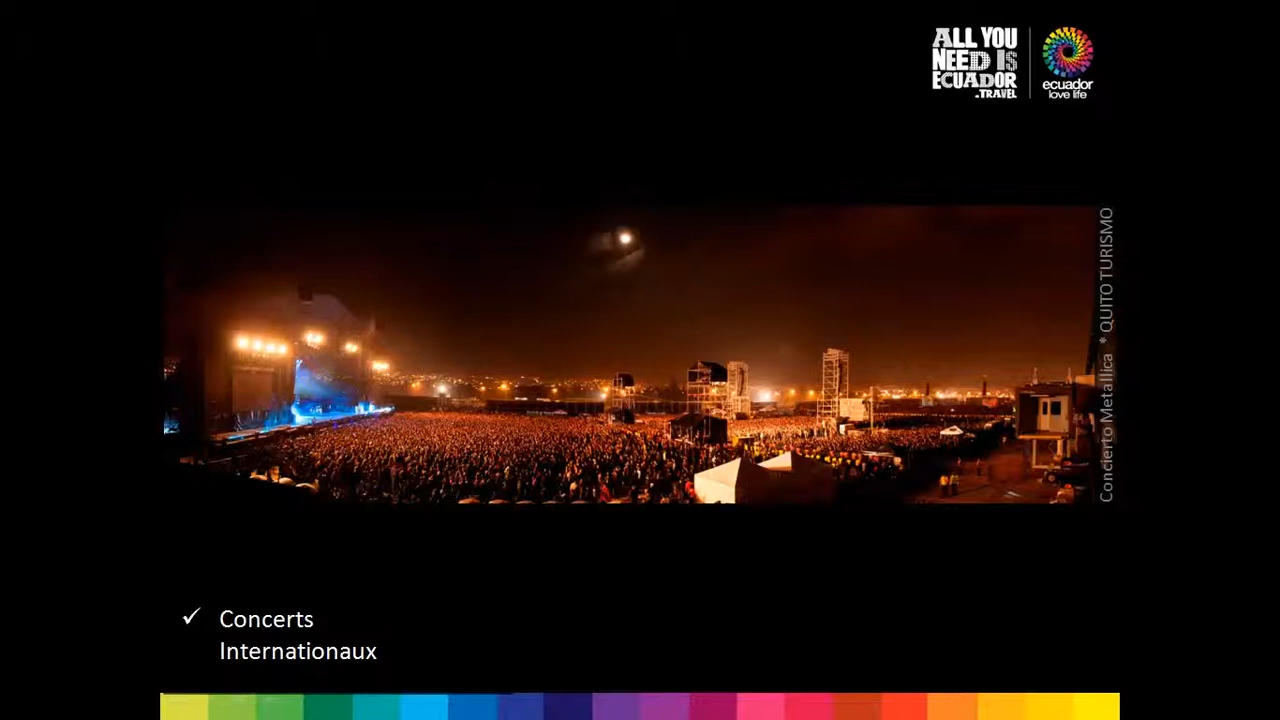 ALL YOU
NEED IS
ECUADOR
.TRAVEL
ecuador
love life
Concierto Metallica * QUITO TURISMO
✓ Concerts
Internationaux